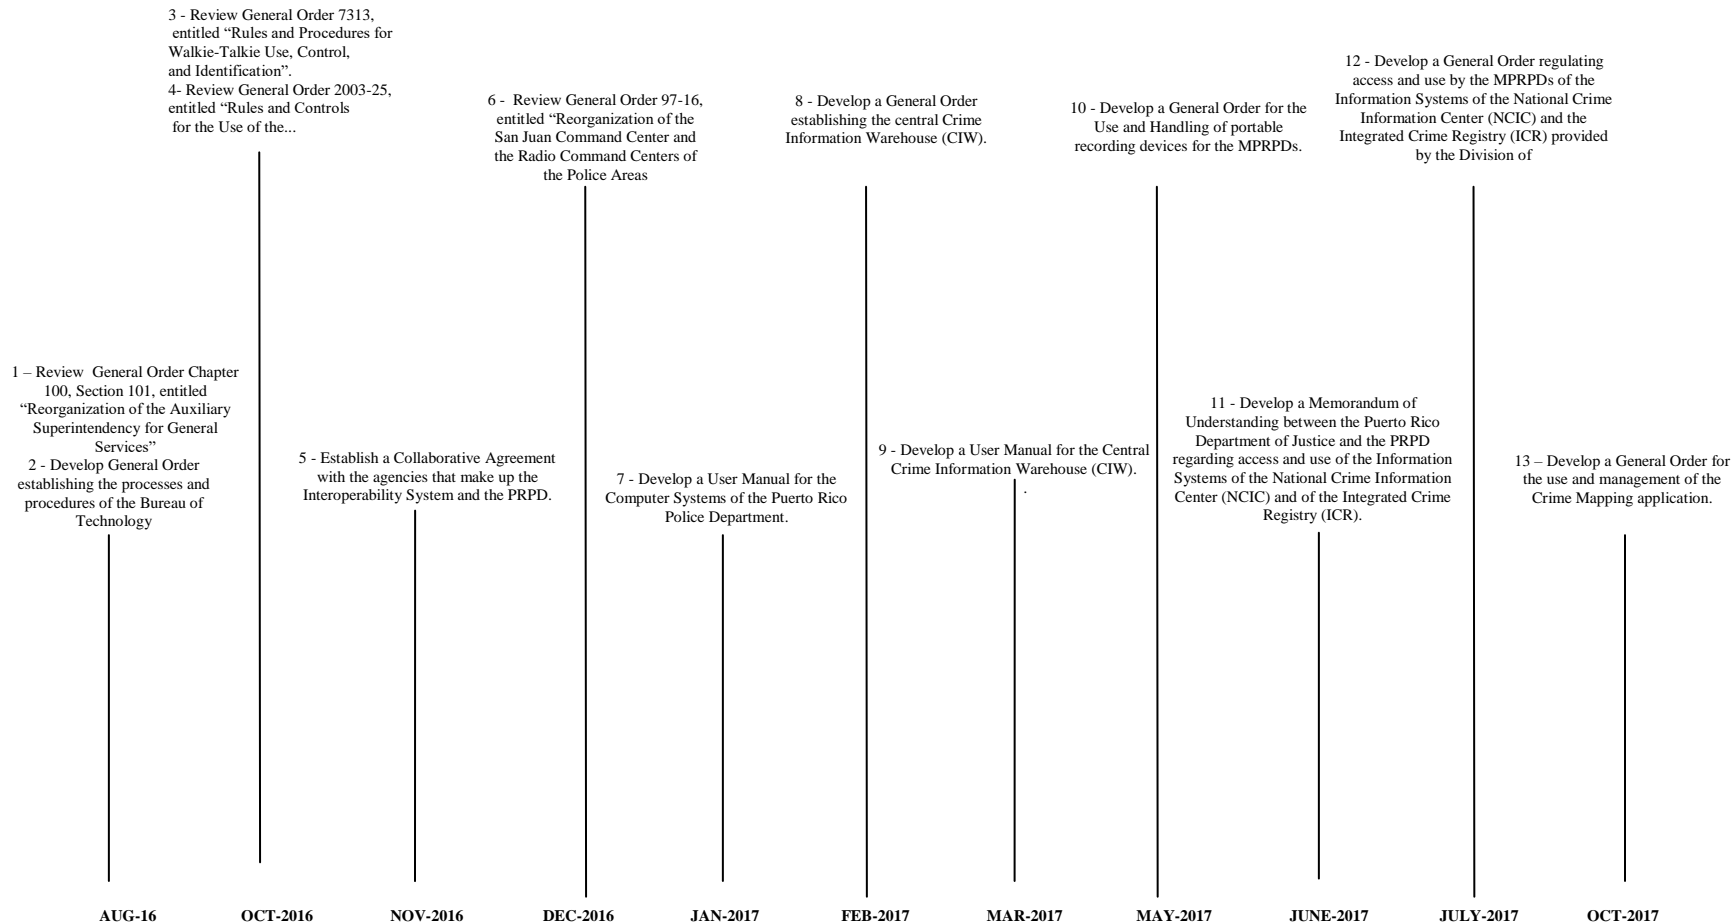 3 - Review General Order 7313,
entitled “Rules and Procedures for
Walkie-Talkie Use, Control,
and Identification”.
4- Review General Order 2003-25,
entitled “Rules and Controls
for the Use of the...
6 - Review General Order 97-16,
entitled “Reorganization of the
San Juan Command Center and
the Radio Command Centers of
the Police Areas
8 - Develop a General Order
establishing the central Crime
Information Warehouse (CIW).
10 - Develop a General Order for the
Use and Handling of portable
recording devices for the MPRPDs.
12 - Develop a General Order regulating
access and use by the MPRPDs of the
Information Systems of the National Crime
Information Center (NCIC) and the
Integrated Crime Registry (ICR) provided
by the Division of
1 – Review General Order Chapter
100, Section 101, entitled
“Reorganization of the Auxiliary
Superintendency for General
Services”
2 - Develop General Order
establishing the processes and
procedures of the Bureau of
Technology
5 - Establish a Collaborative Agreement
with the agencies that make up the
Interoperability System and the PRPD.
7 - Develop a User Manual for the
Computer Systems of the Puerto Rico
Police Department.
9 - Develop a User Manual for the Central
Crime Information Warehouse (CIW).
.
11 - Develop a Memorandum of
Understanding between the Puerto Rico
Department of Justice and the PRPD
regarding access and use of the Information
Systems of the National Crime Information
Center (NCIC) and of the Integrated Crime
Registry (ICR).
13 – Develop a General Order for
the use and management of the
Crime Mapping application.
AUG-16 OCT-2016 NOV-2016 DEC-2016 JAN-2017 FEB-2017 MAR-2017 MAY-2017 JUNE-2017 JULY-2017 OCT-2017